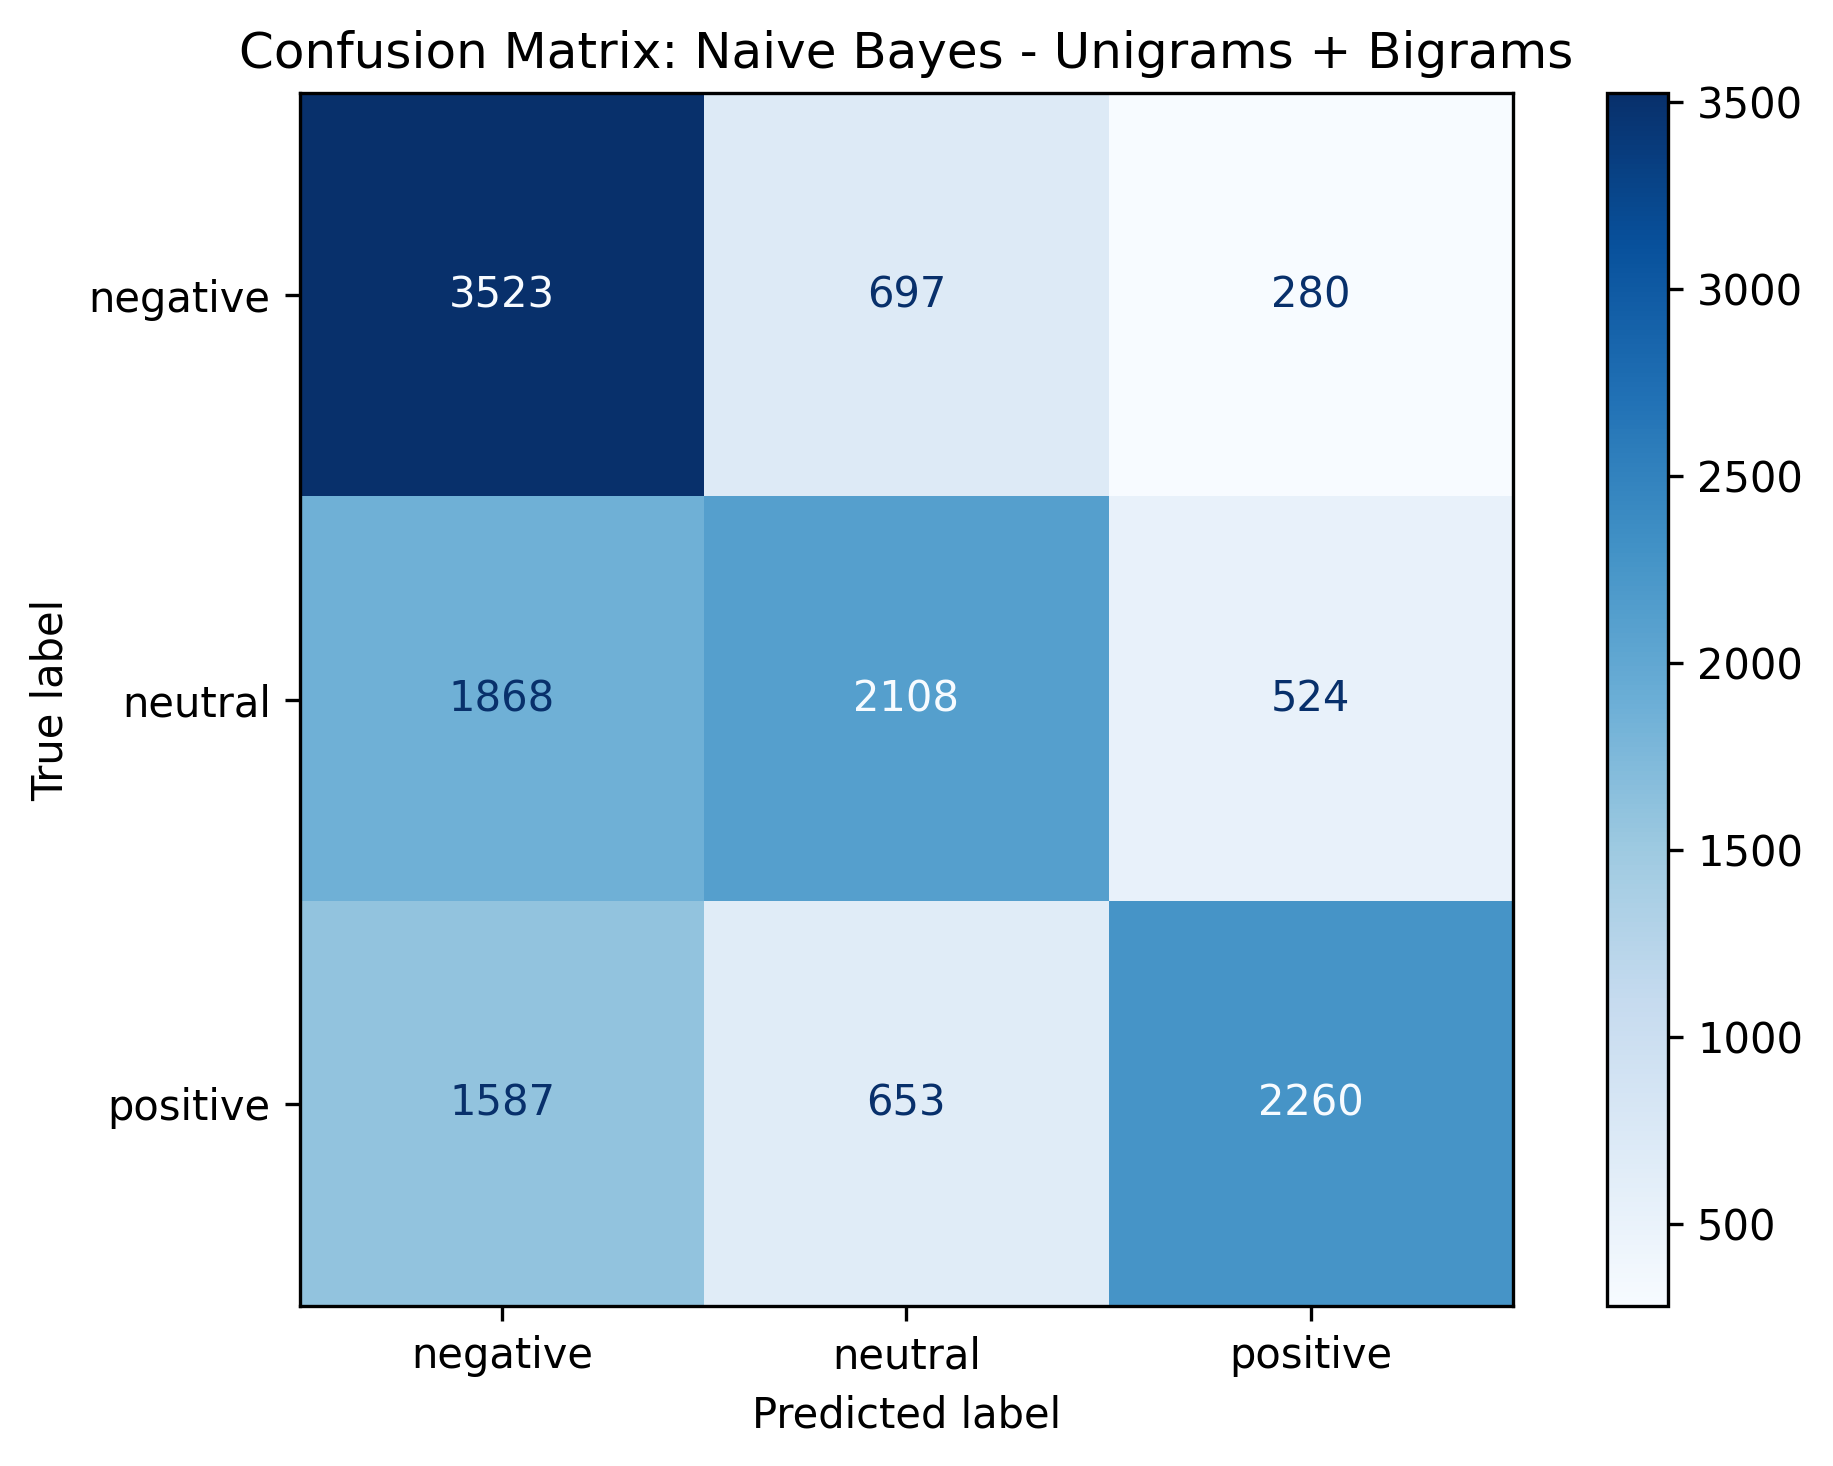 Confusion Matrix: Naive Bayes - Unigrams + Bigrams
3500
3000
2500
2000
1500
1000
500
True label
negative
3523 697 280
neutral
1868 2108 524
positive
1587 653 2260
negative neutral positive
Predicted label